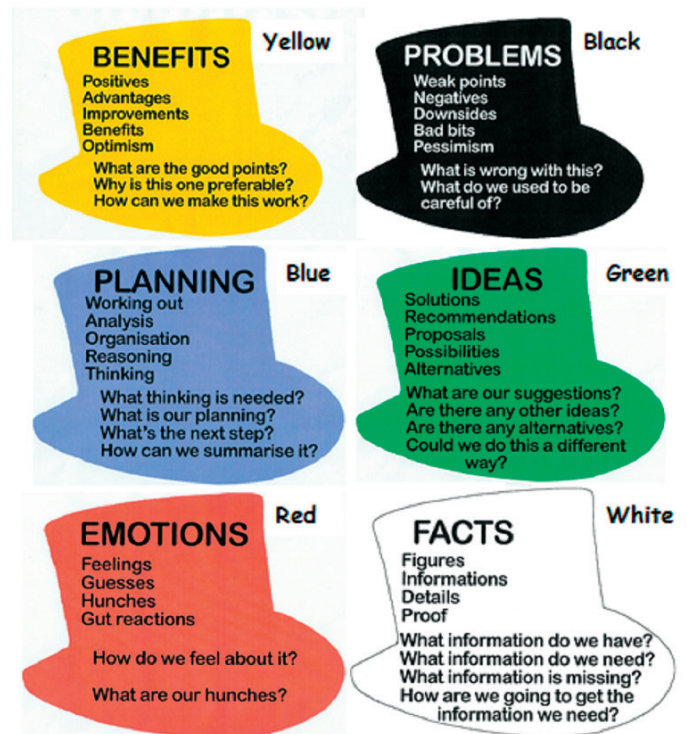 BENEFITS
Yellow
Positives
Advantages
Improvements
Benefits
Optimism
What are the good points?
Why is this one preferable?
How can we make this work?
PROBLEMS
Black
Weak points
Negatives
Downsides
Bad bits
Pessimism
What is wrong with this?
What do we used to be
careful of?
PLANNING
Blue
Working out
Analysis
Organisation
Reasoning
Thinking
What thinking is needed?
What is our planning?
What's the next step?
How can we summarise it?
IDEAS
Green
Solutions
Recommendations
Proposals
Possibilities
Alternatives
What are our suggestions?
Are there any other ideas?
Are there any alternatives?
Could we do this a different
way?
EMOTIONS
Red
Feelings
Guesses
Hunches
Gut reactions
How do we feel about it?
What are our hunches?
FACTS
White
Figures
Informations
Details
Proof
What information do we have?
What information do we need?
What information is missing?
How are we going to get the
information we need?